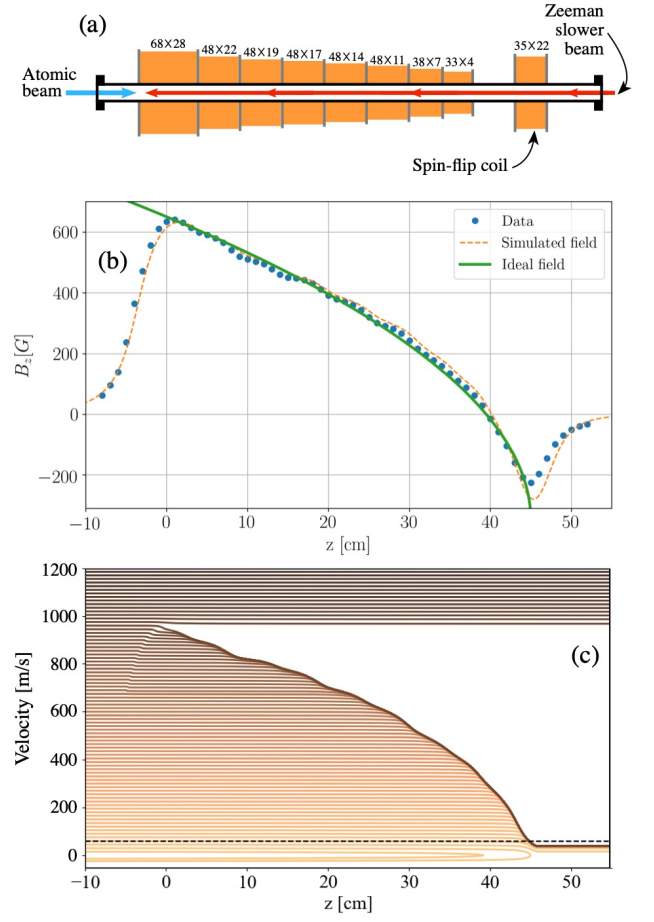 (a)
Zeeman
slower
beam
68×28
48×22
48×19
48×17
48×14
48×11
38×7
33×4
35×22
Atomic
beam
Spin-flip coil
(b)
Data
Simulated field
Ideal field
B_z[G]
600
400
200
0
−200
−10
0
10
20
30
40
50
z [cm]
(c)
Velocity [m/s]
1200
1000
800
600
400
200
0
−10
0
10
20
30
40
50
z [cm]